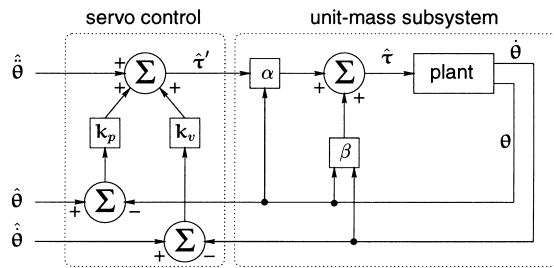 servo control
unit-mass subsystem
θ̂̈
+
+
+
Σ
τ̂′
α
+
+
Σ
τ̂
plant
θ̇
k_p
k_v
β
θ
θ̂
+
Σ
−
θ̂̇
+
Σ
−